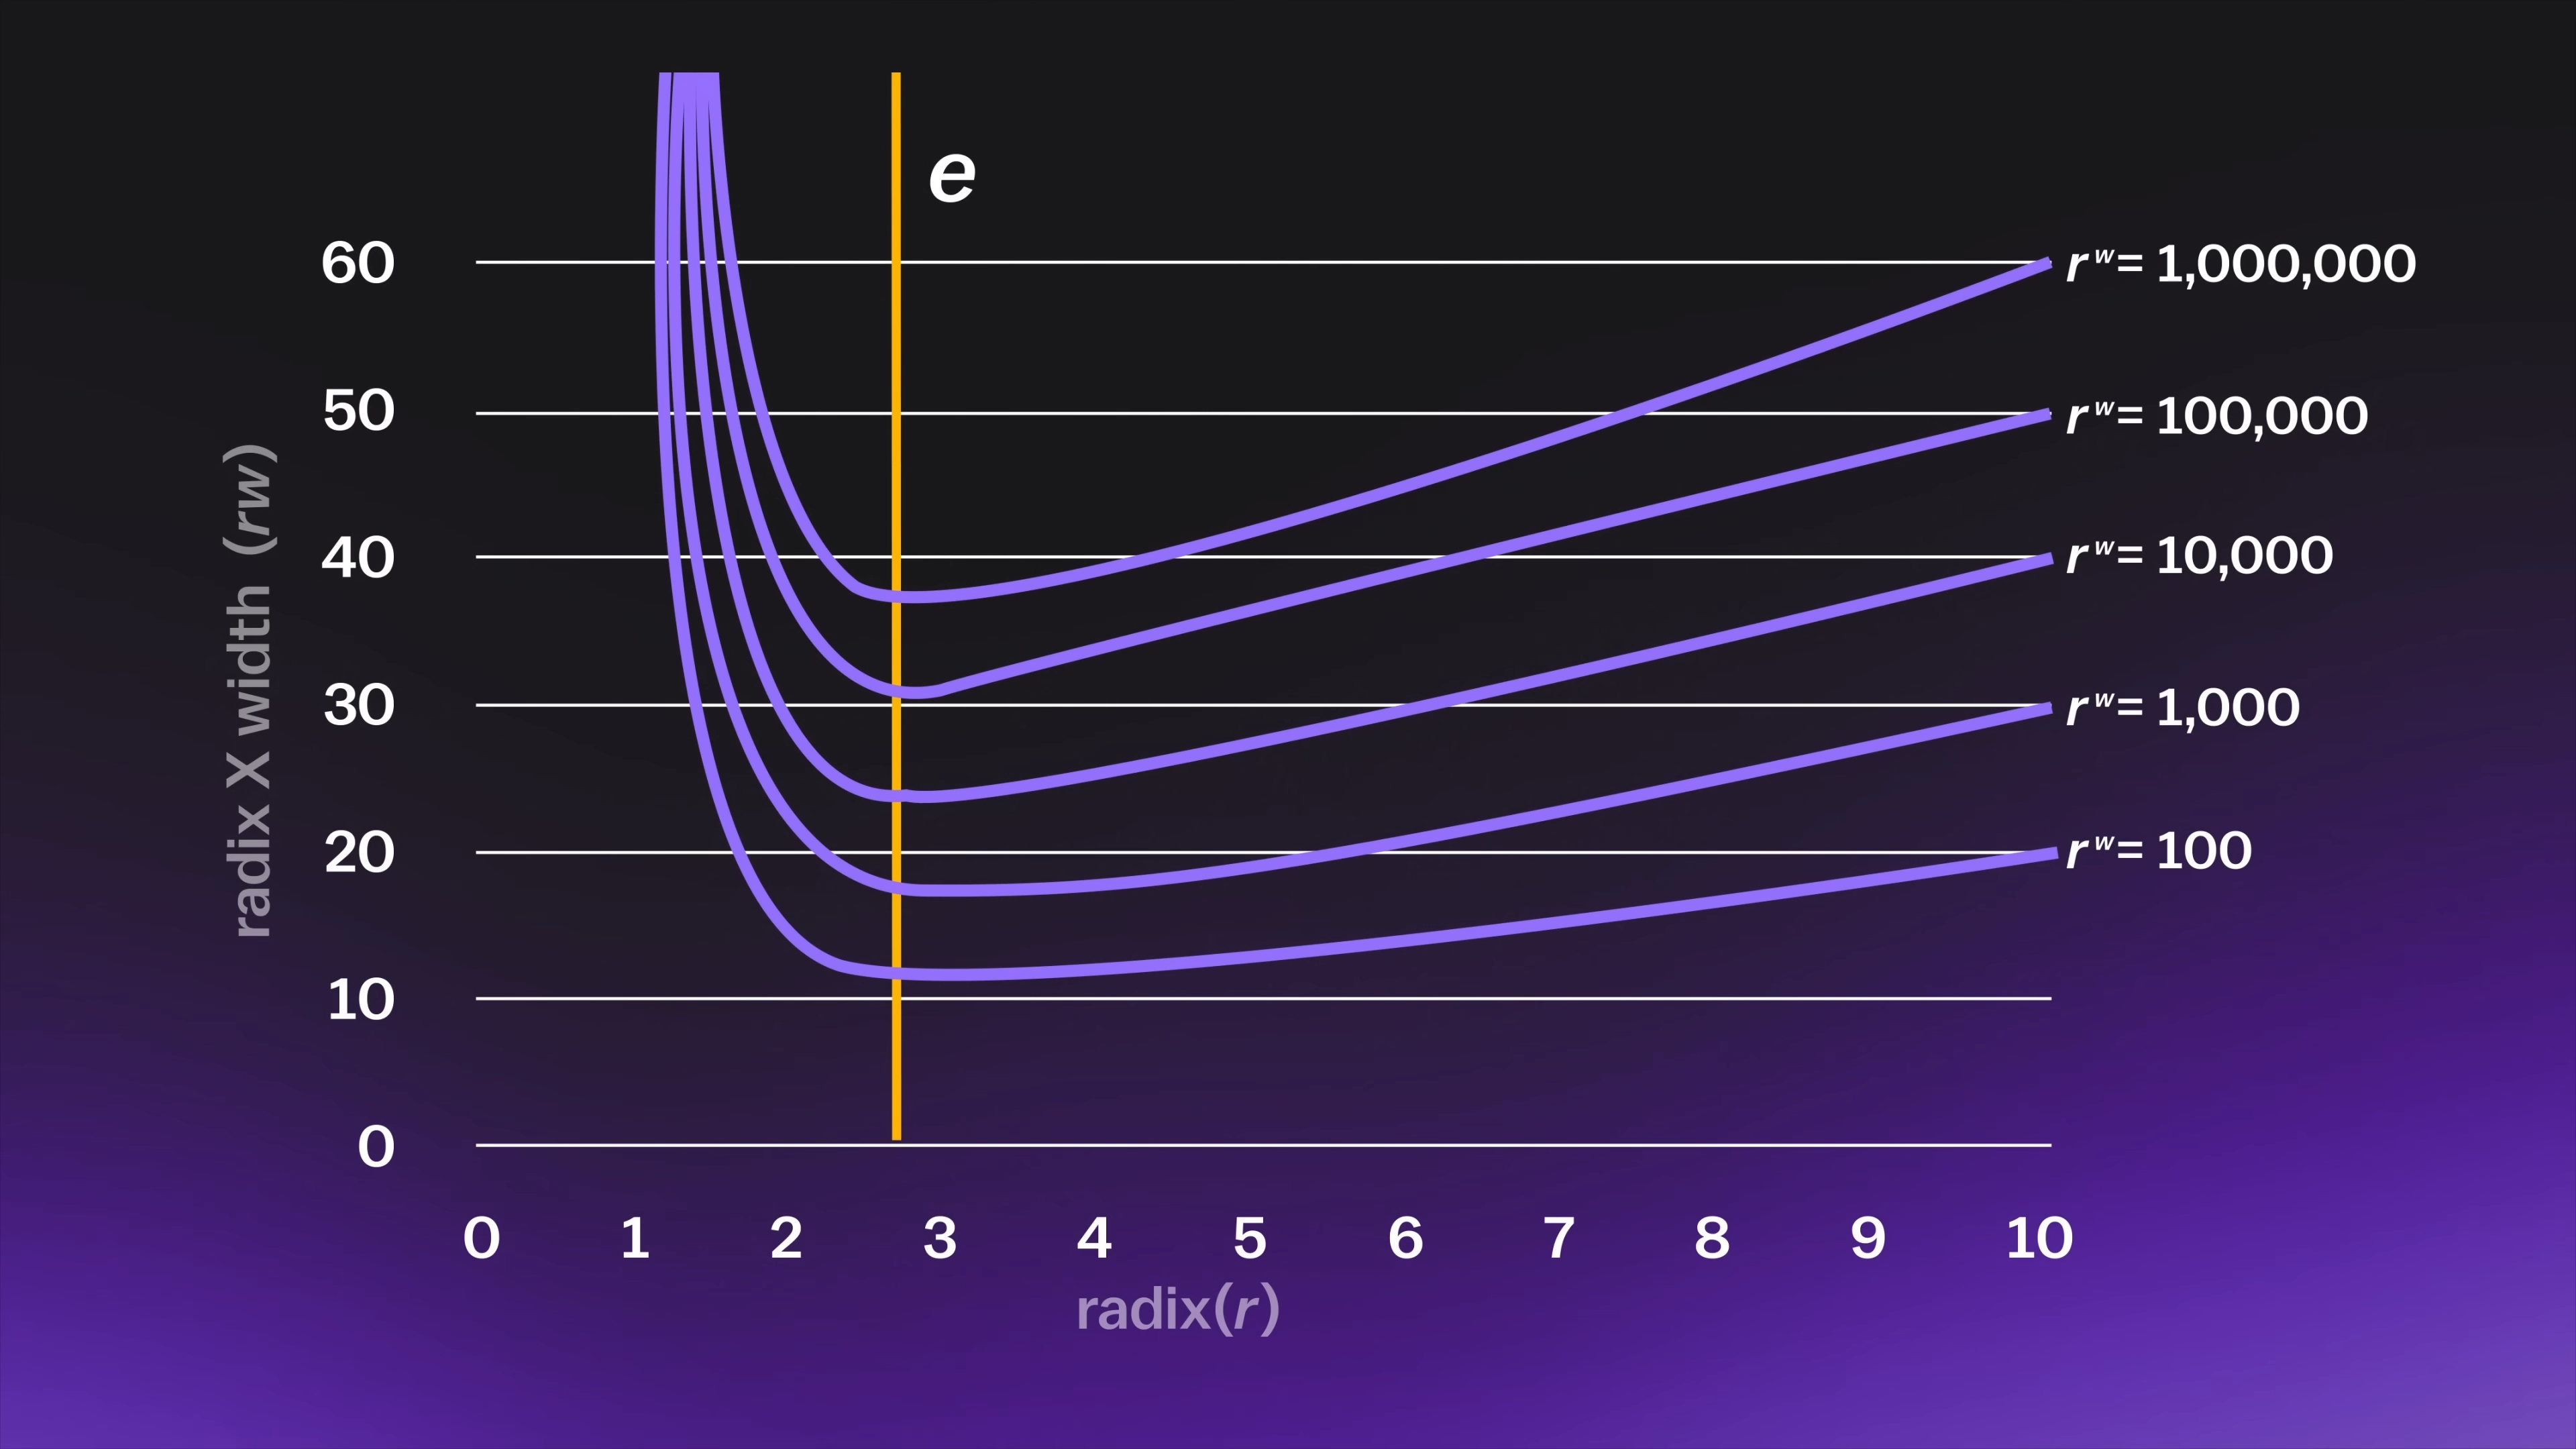 e
60
r w = 1,000,000
50
r w = 100,000
40
r w = 10,000
30
r w = 1,000
20
r w = 100
10
0
radix X width (rw)
0 1 2 3 4 5 6 7 8 9 10
radix(r)